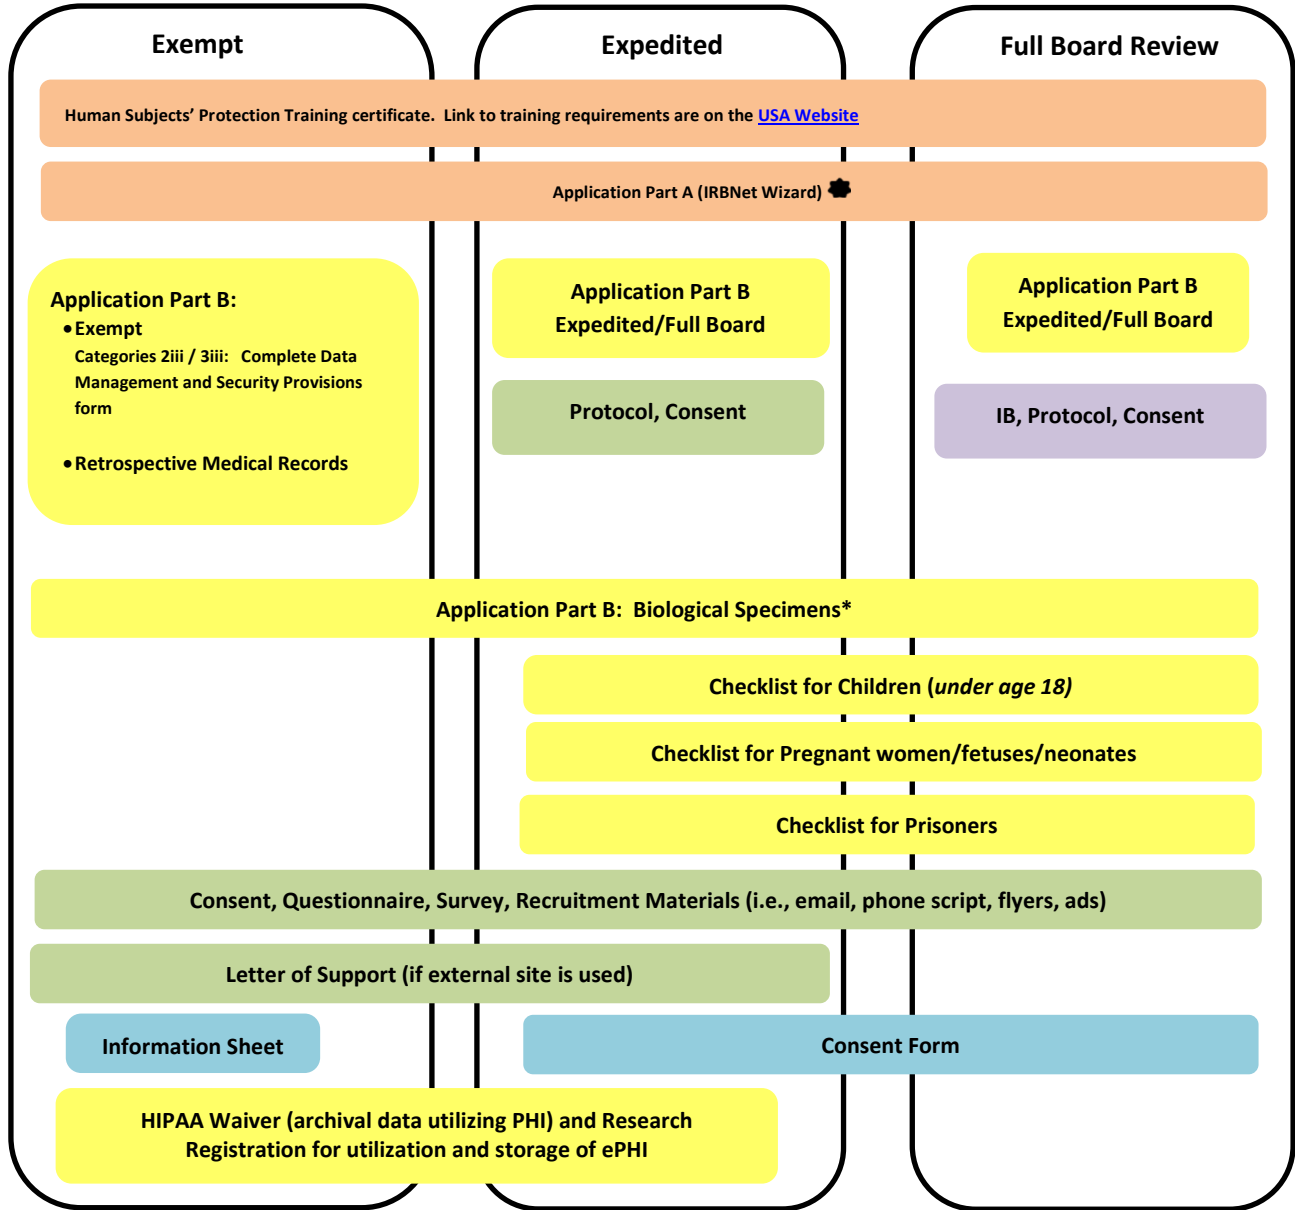 Exempt
Expedited
Full Board Review
Human Subjects’ Protection Training certificate.  Link to training requirements are on the USA Website
Application Part A (IRBNet Wizard)
Application Part B:
•Exempt
Categories 2iii / 3iii:   Complete Data
Management and Security Provisions
form
•Retrospective Medical Records
Application Part B
Expedited/Full Board
Application Part B
Expedited/Full Board
Protocol, Consent
IB, Protocol, Consent
Application Part B:  Biological Specimens*
Checklist for Children (under age 18)
Checklist for Pregnant women/fetuses/neonates
Checklist for Prisoners
Consent, Questionnaire, Survey, Recruitment Materials (i.e., email, phone script, flyers, ads)
Letter of Support (if external site is used)
Information Sheet
Consent Form
HIPAA Waiver (archival data utilizing PHI) and Research
Registration for utilization and storage of ePHI